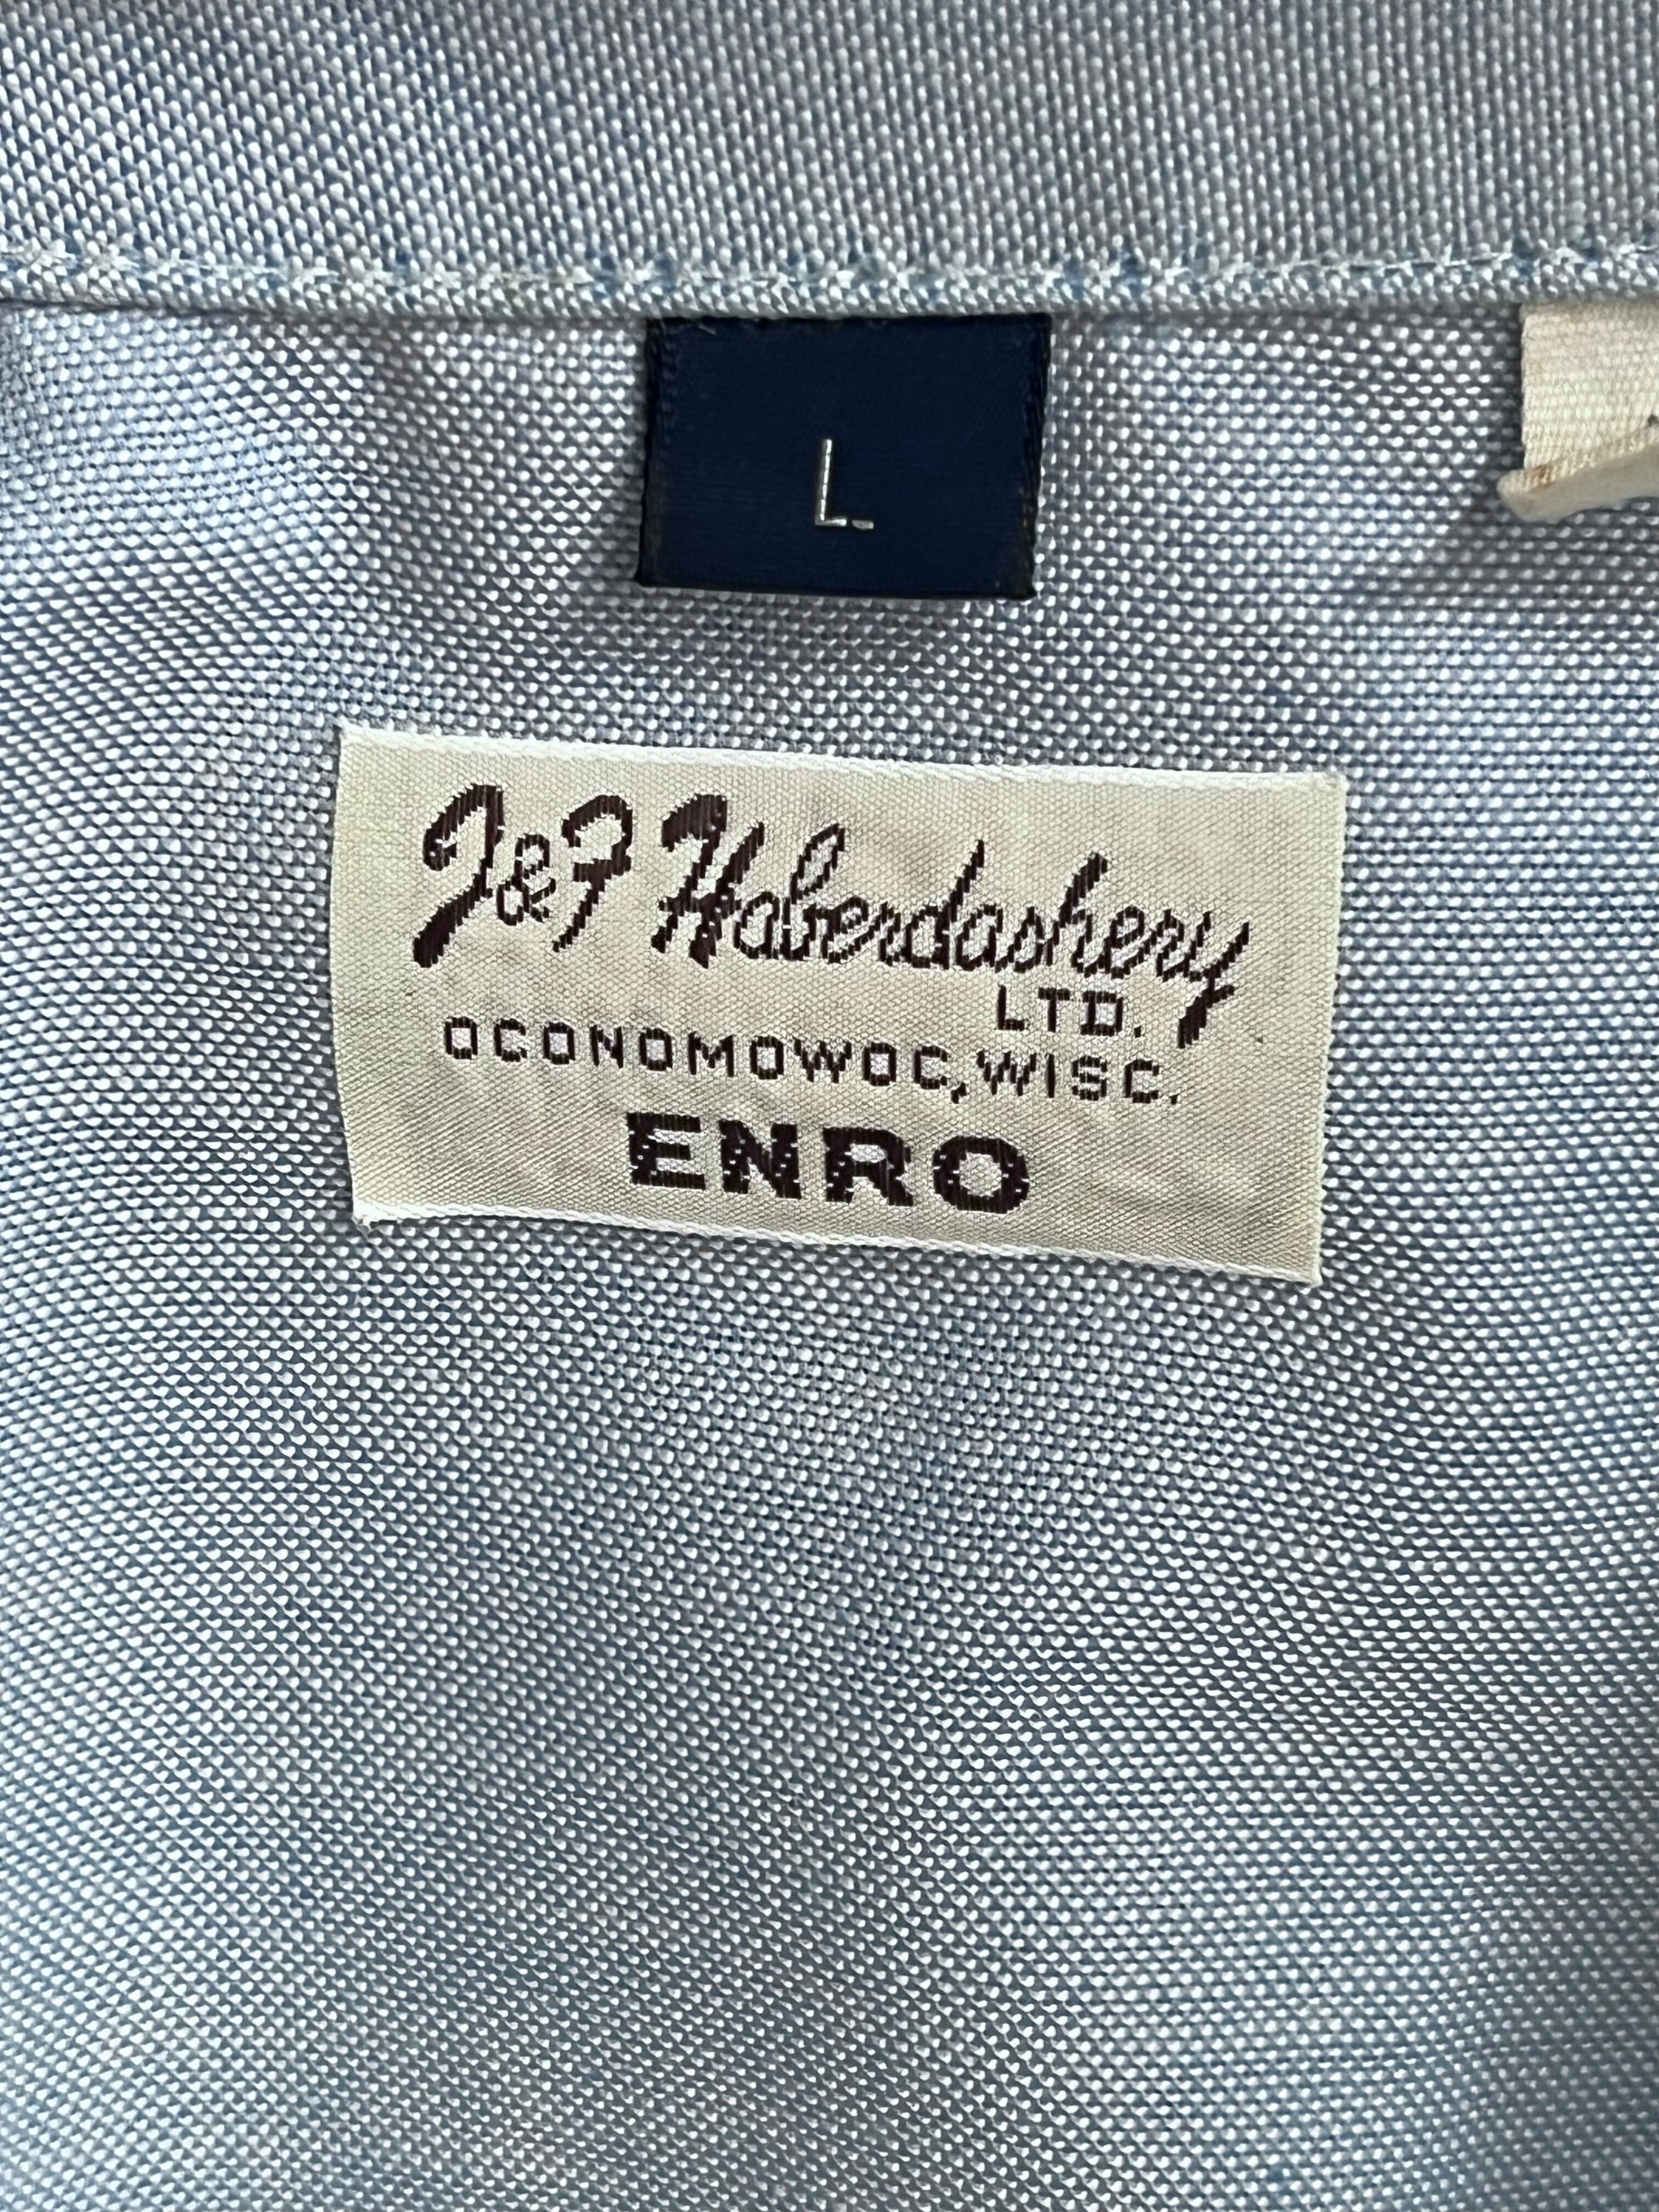 L
J&F Haberdashery
LTD.
OCONOMOWOC, WISC.
ENRO